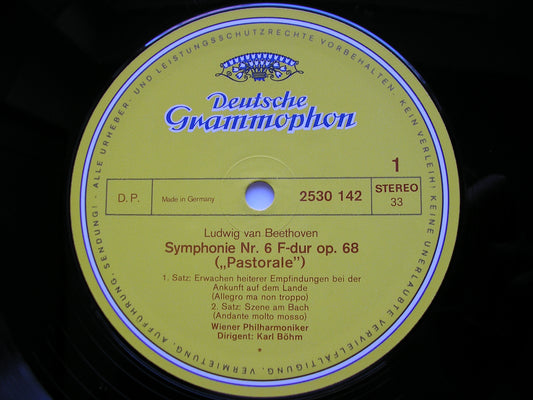 ALLE URHEBER- UND LEISTUNGSSCHUTZRECHTE VORBEHALTEN· KEIN VERLEIH! KEINE UNERLAUBTE VERVIELFÄLTIGUNG, VERMIETUNG, AUFFÜHRUNG, SENDUNG! ·
Deutsche
Grammophon
1
D. P.
Made in Germany
2530 142
STEREO
33
Ludwig van Beethoven
Symphonie Nr. 6 F-dur op. 68
(„Pastorale”)
1. Satz: Erwachen heiterer Empfindungen bei der
Ankunft auf dem Lande
(Allegro ma non troppo)
2. Satz: Szene am Bach
(Andante molto mosso)
Wiener Philharmoniker
Dirigent: Karl Böhm
*